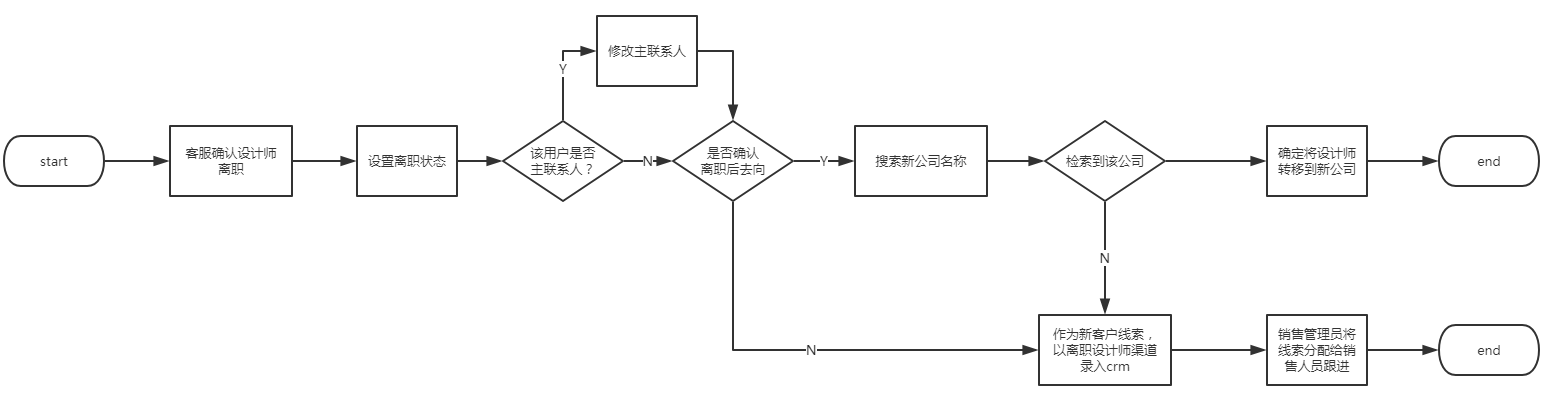 修改主联系人
Y
start
客服确认设计师
离职
设置离职状态
该用户是否
主联系人？
N
是否确认
离职后去向
Y
搜索新公司名称
检索到该公司
确定将设计师
转移到新公司
end
N
N
作为新客户线索，
以离职设计师渠道
录入crm
销售管理员将
线索分配给销
售人员跟进
end